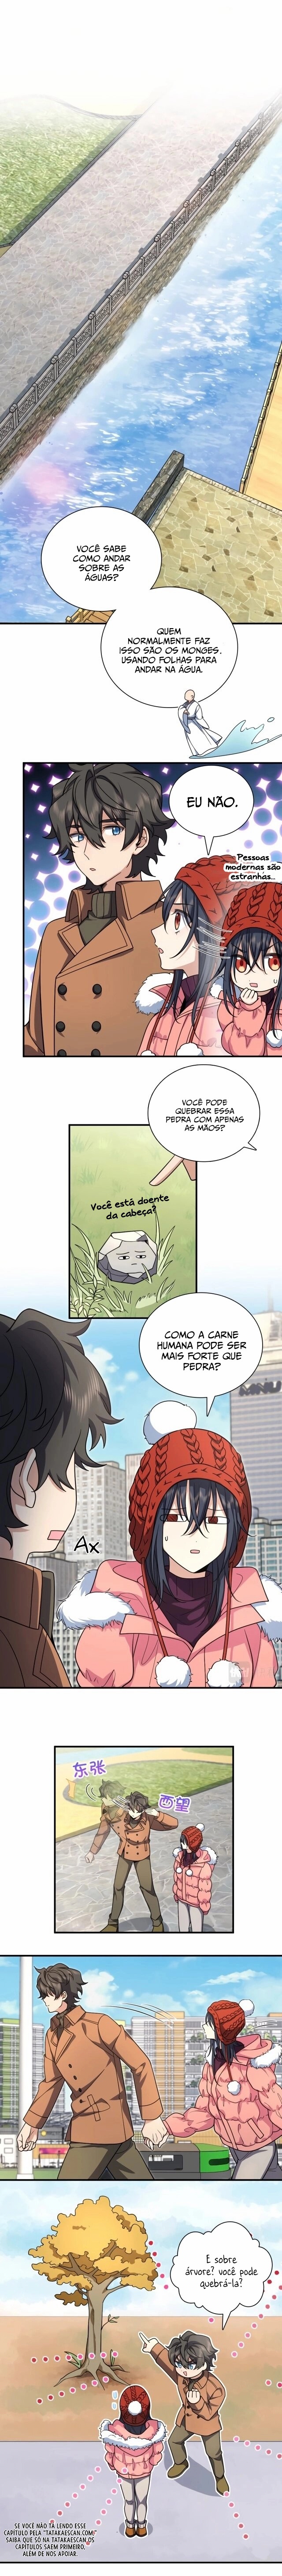 VOCÊ SABE
COMO ANDAR
SOBRE AS
ÁGUAS?
QUEM
NORMALMENTE FAZ
ISSO SÃO OS MONGES,
USANDO FOLHAS PARA
ANDAR NA ÁGUA.
EU NÃO.
Pessoas
modernas são
estranhas..
VOCÊ PODE
QUEBRAR ESSA
PEDRA COM APENAS
AS MÃOS?
Você está doente
da cabeça?
COMO A CARNE
HUMANA PODE SER
MAIS FORTE QUE
PEDRA?
Ax
东张
西望
E sobre
árvore? você pode
quebrá-la?
SE VOCÊ NÃO TÁ LENDO ESSE
CAPÍTULO PELA "TATAKAESCAN.COM"
SAIBA QUE SÓ NA TATAKAESCAN,OS
CAPÍTULOS SAEM PRIMEIRO,
ALÉM DE NOS APOIAR.